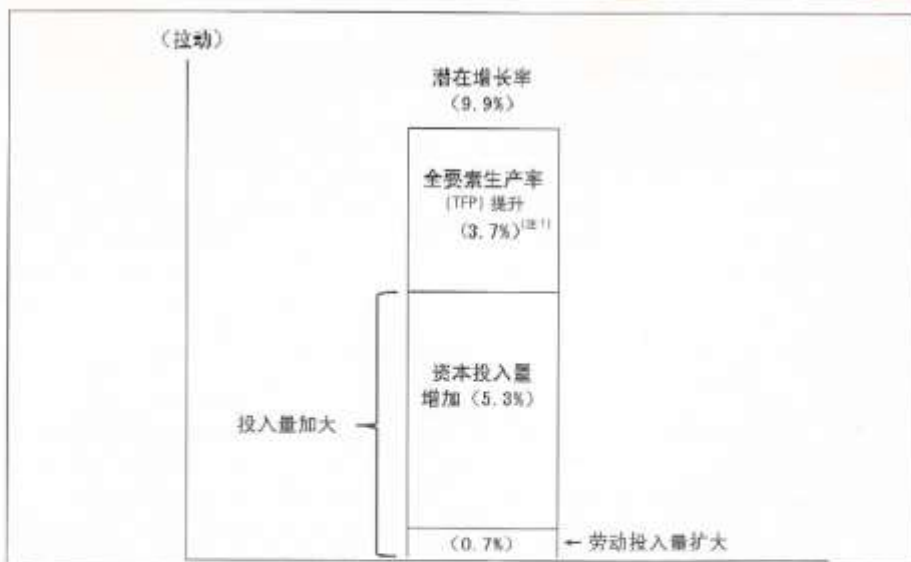 （拉动）
潜在增长率
（9.9%）
全要素生产率
（TFP）提升
（3.7%）（注1）
资本投入量
增加（5.3%）
投入量加大
（0.7%）
← 劳动投入量扩大